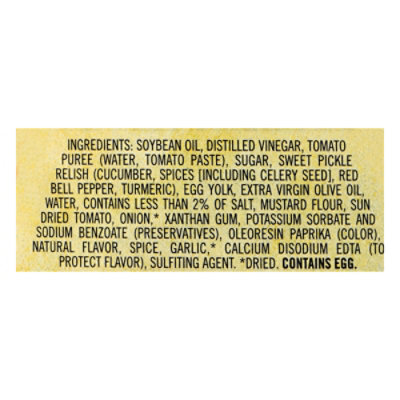 INGREDIENTS: SOYBEAN OIL, DISTILLED VINEGAR, TOMATO
PUREE (WATER, TOMATO PASTE), SUGAR, SWEET PICKLE
RELISH (CUCUMBER, SPICES [INCLUDING CELERY SEED], RED
BELL PEPPER, TURMERIC), EGG YOLK, EXTRA VIRGIN OLIVE OIL,
WATER, CONTAINS LESS THAN 2% OF SALT, MUSTARD FLOUR, SUN
DRIED TOMATO, ONION,* XANTHAN GUM, POTASSIUM SORBATE AND
SODIUM BENZOATE (PRESERVATIVES), OLEORESIN PAPRIKA (COLOR),
NATURAL FLAVOR, SPICE, GARLIC,* CALCIUM DISODIUM EDTA (TO
PROTECT FLAVOR), SULFITING AGENT. *DRIED. CONTAINS EGG.